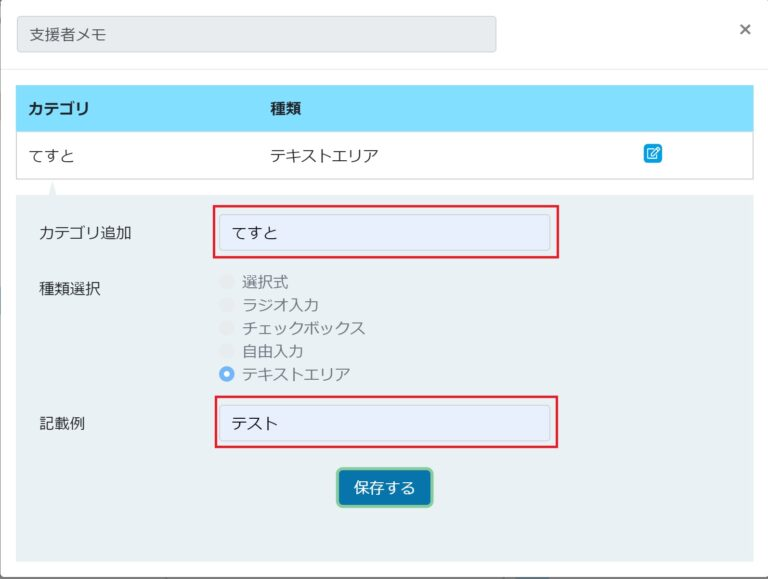 支援者メモ
×
カテゴリ 種類
てすと テキストエリア
カテゴリ追加 てすと
種類選択 選択式
ラジオ入力
チェックボックス
自由入力
テキストエリア
記載例 テスト
保存する